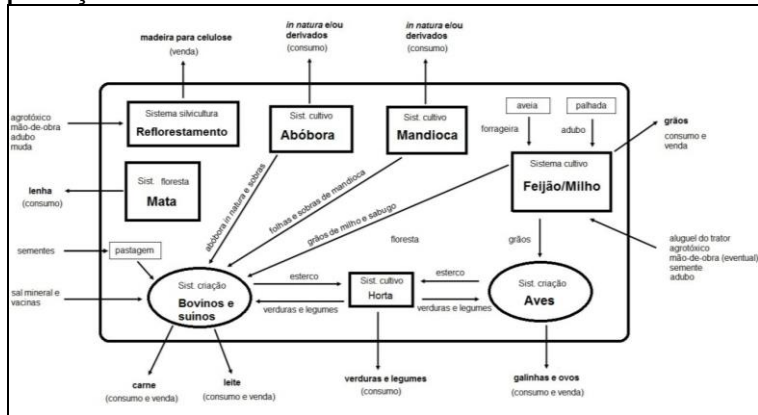 madeira para celulose
(venda)
in natura e/ou
derivados
(consumo)
in natura e/ou
derivados
(consumo)
agrotóxico
mão-de-obra
adubo
muda
Sistema silvicultura
Reflorestamento
Sist. cultivo
Abóbora
Sist. cultivo
Mandioca
aveia
palhada
forrageira
adubo
grãos
consumo e
venda
Sistema cultivo
Feijão/Milho
Sist. floresta
Mata
lenha
(consumo)
abóbora in natura e sobras
folhas e sobras de mandioca
grãos de milho e sabugo
floresta
grãos
aluguel do trator
agrotóxico
mão-de-obra (eventual)
semente
adubo
sementes
pastagem
sal mineral e
vacinas
Sist. criação
Bovinos e
suínos
esterco
verduras e legumes
Sist. cultivo
Horta
esterco
verduras e legumes
Sist. criação
Aves
carne
(consumo e venda)
leite
(consumo e venda)
verduras e legumes
(consumo)
galinhas e ovos
(consumo e venda)